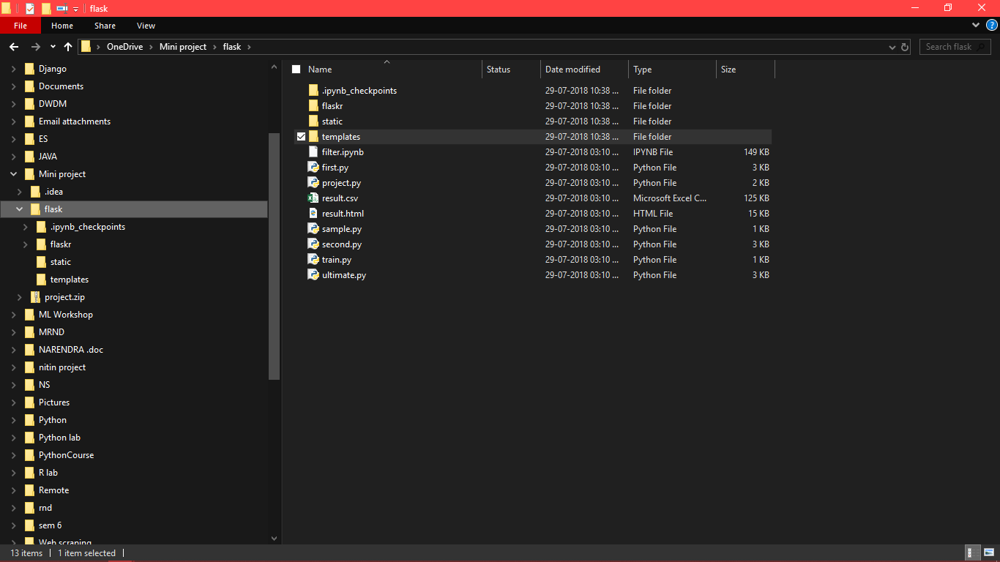 flask
File Home Share View
OneDrive Mini project flask Search flask
Name Status Date modified Type Size
Django
Documents
DWDM
Email attachments
ES
JAVA
Mini project
.idea
flask
.ipynb_checkpoints
flaskr
static
templates
project.zip
ML Workshop
MRND
NARENDRA .doc
nitin project
NS
Pictures
Python
Python lab
PythonCourse
R lab
Remote
rnd
sem 6
Web scraping
.ipynb_checkpoints 29-07-2018 10:38 ... File folder
flaskr 29-07-2018 10:38 ... File folder
static 29-07-2018 10:38 ... File folder
templates 29-07-2018 10:38 ... File folder
filter.ipynb 29-07-2018 03:10 ... IPYNB File 149 KB
first.py 29-07-2018 03:10 ... Python File 3 KB
project.py 29-07-2018 03:10 ... Python File 2 KB
result.csv 29-07-2018 03:10 ... Microsoft Excel C... 125 KB
result.html 29-07-2018 03:10 ... HTML File 15 KB
sample.py 29-07-2018 03:10 ... Python File 1 KB
second.py 29-07-2018 03:10 ... Python File 3 KB
train.py 29-07-2018 03:10 ... Python File 1 KB
ultimate.py 29-07-2018 03:10 ... Python File 3 KB
13 items 1 item selected